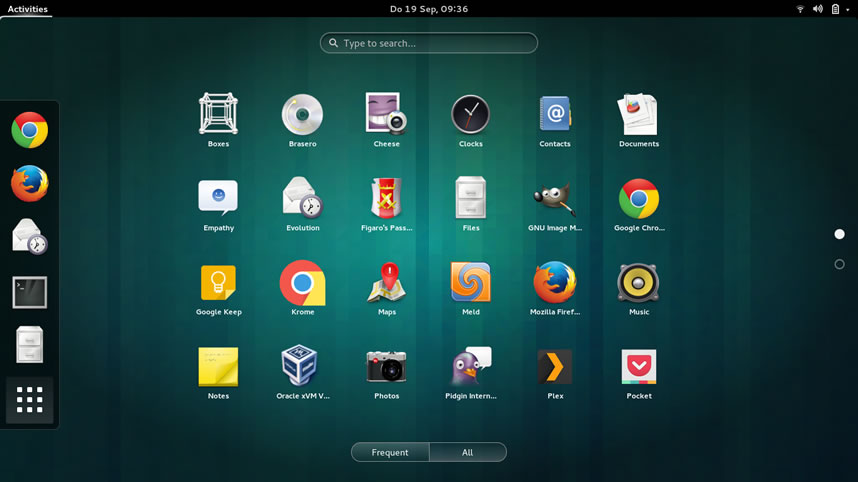 Activities
Do 19 Sep, 09:36
Type to search...
Boxes
Brasero
Cheese
Clocks
Contacts
Documents
Empathy
Evolution
Figaro's Pass...
Files
GNU Image M...
Google Chro...
Google Keep
Krome
Maps
Meld
Mozilla Firef...
Music
Notes
Oracle xVM V...
Photos
Pidgin Intern...
Plex
Pocket
Frequent
All